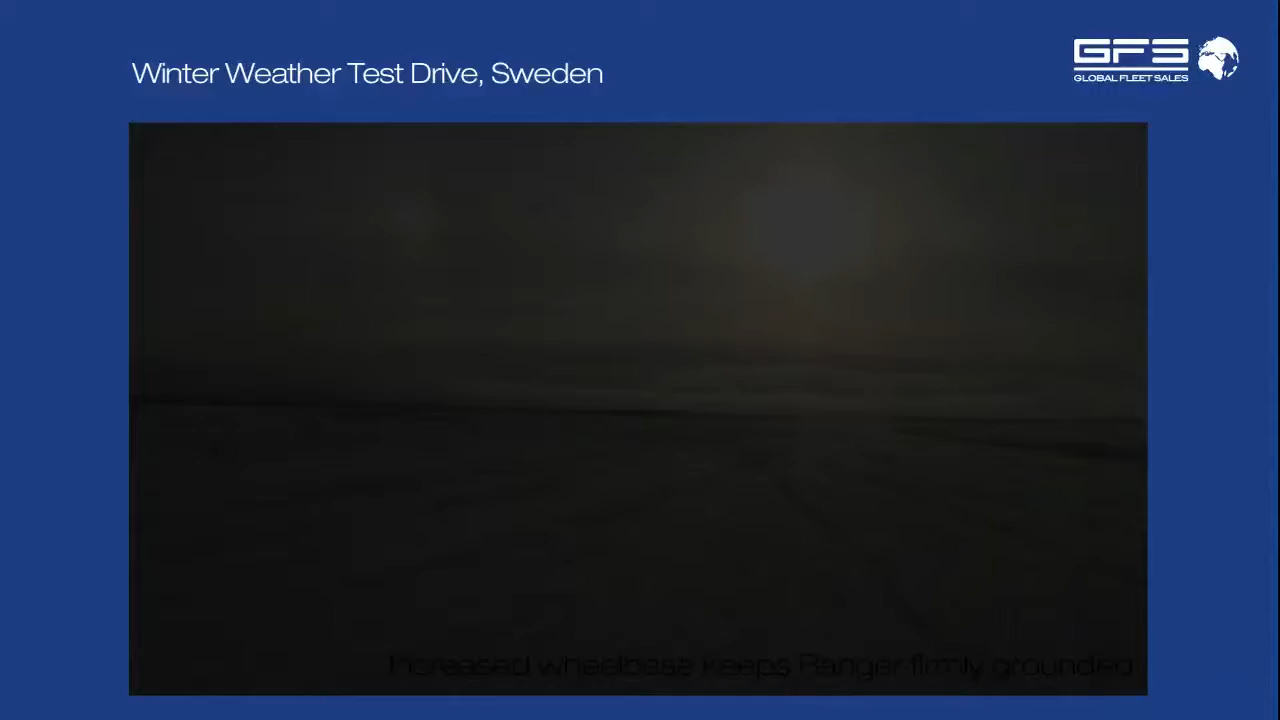 Winter Weather Test Drive, Sweden
GFS
GLOBAL FLEET SALES
Increased wheelbase keeps Ranger firmly grounded